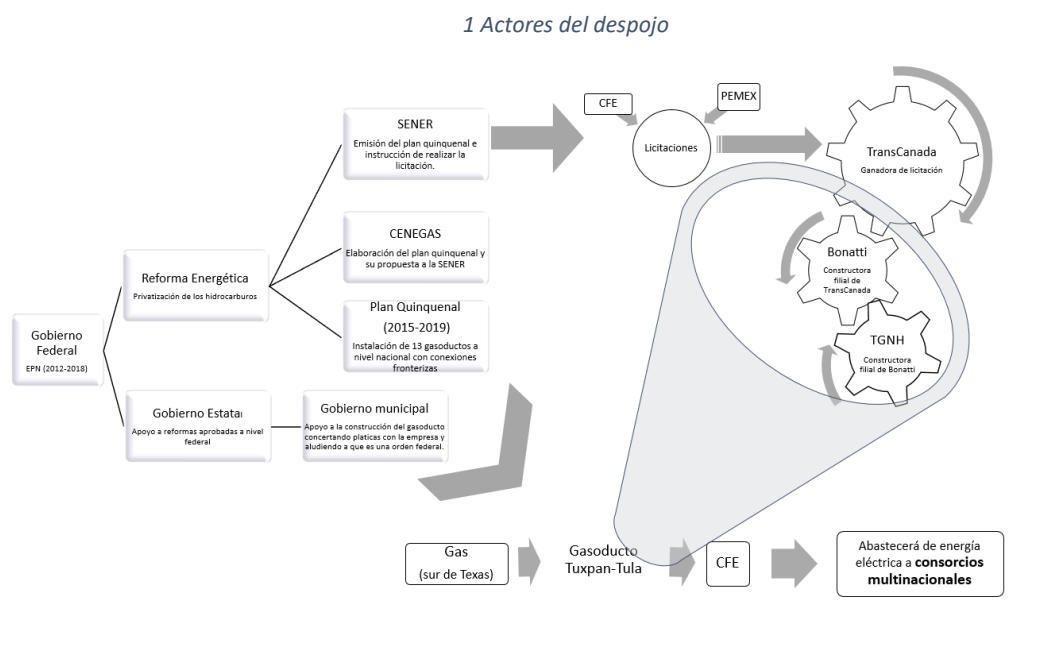 1 Actores del despojo
SENER
Emisión del plan quinquenal e
instrucción de realizar la
licitación.
CFE
PEMEX
Licitaciones
TransCanada
Ganadora de licitación
CENEGAS
Elaboración del plan quinquenal y
su propuesta a la SENER
Bonatti
Constructora
filial de
TransCanada
Reforma Energética
Privatización de los hidrocarburos
Plan Quinquenal
(2015-2019)
Instalación de 13 gasoductos a
nivel nacional con conexiones
fronterizas
TGNH
Constructora
filial de Bonatti
Gobierno
Federal
EPN (2012-2018)
Gobierno Estatal
Apoyo a reformas aprobadas a nivel
federal
Gobierno municipal
Apoyo a la construcción del gasoducto
concertando platicas con la empresa y
aludiendo a que es una orden federal.
Gas
(sur de Texas)
Gasoducto
Tuxpan-Tula
CFE
Abastecerá de energía
eléctrica a consorcios
multinacionales